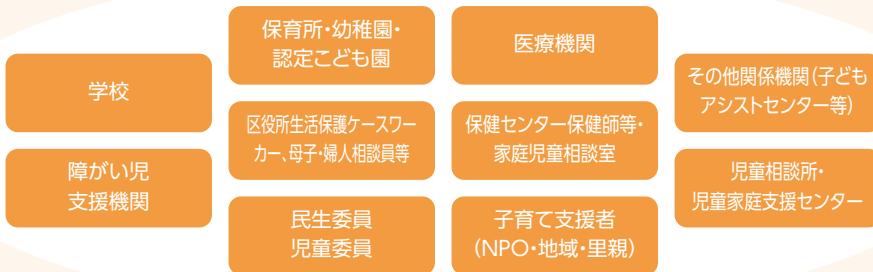 保育所・幼稚園・
認定こども園
医療機関
学校
その他関係機関(子ども
アシストセンター等)
区役所生活保護ケースワー
カー、母子・婦人相談員等
保健センター保健師等・
家庭児童相談室
障がい児
支援機関
児童相談所・
児童家庭支援センター
民生委員
児童委員
子育て支援者
(NPO・地域・里親)